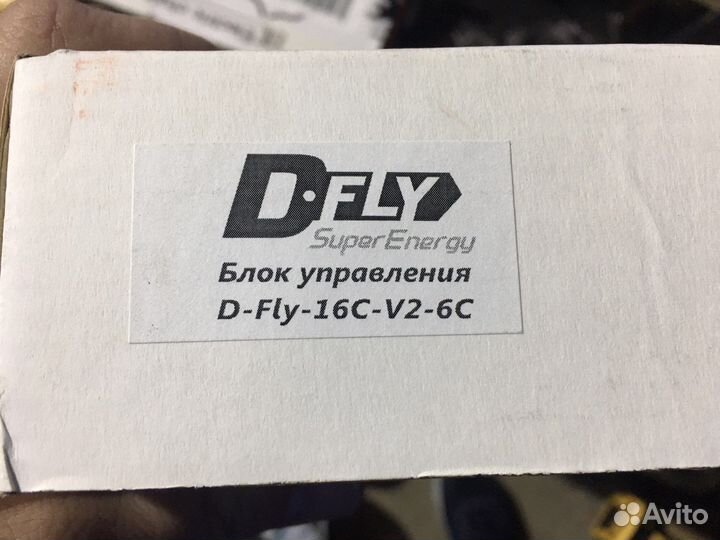 D·FLY
SuperEnergy
Блок управления
D-Fly-16C-V2-6C
Avito